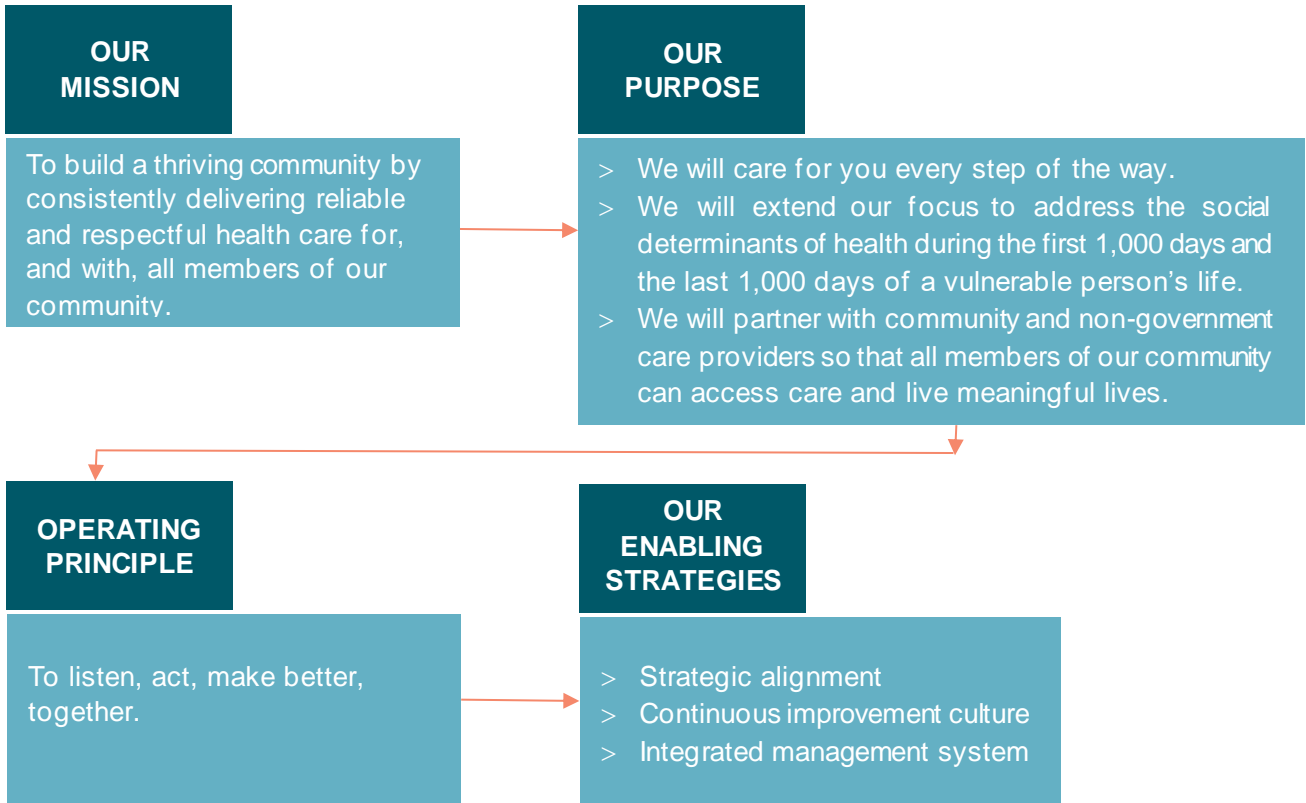 OUR
MISSION
To build a thriving community by
consistently delivering reliable
and respectful health care for,
and with, all members of our
community.
OUR
PURPOSE
> We will care for you every step of the way.
> We will extend our focus to address the social
determinants of health during the first 1,000 days and
the last 1,000 days of a vulnerable person’s life.
> We will partner with community and non-government
care providers so that all members of our community
can access care and live meaningful lives.
OPERATING
PRINCIPLE
To listen, act, make better,
together.
OUR
ENABLING
STRATEGIES
> Strategic alignment
> Continuous improvement culture
> Integrated management system